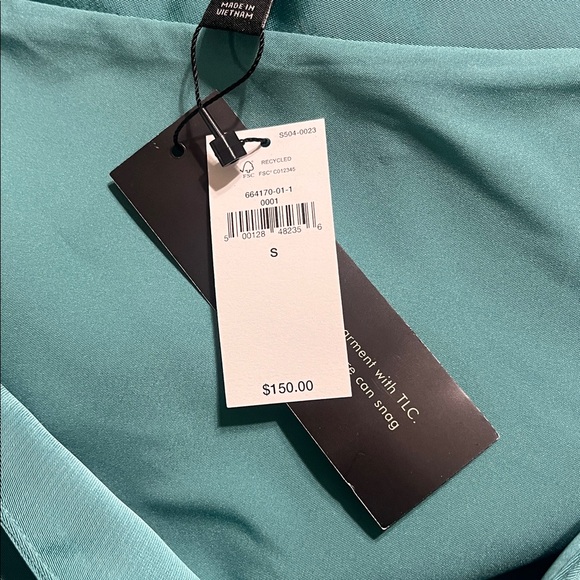 MADE IN
VIETNAM
S504-0023
RECYCLED
FSC FSC® C012345
664170-01-1
0001
5 00128 48235 6
S
$150.00
garment with TLC.
can snag